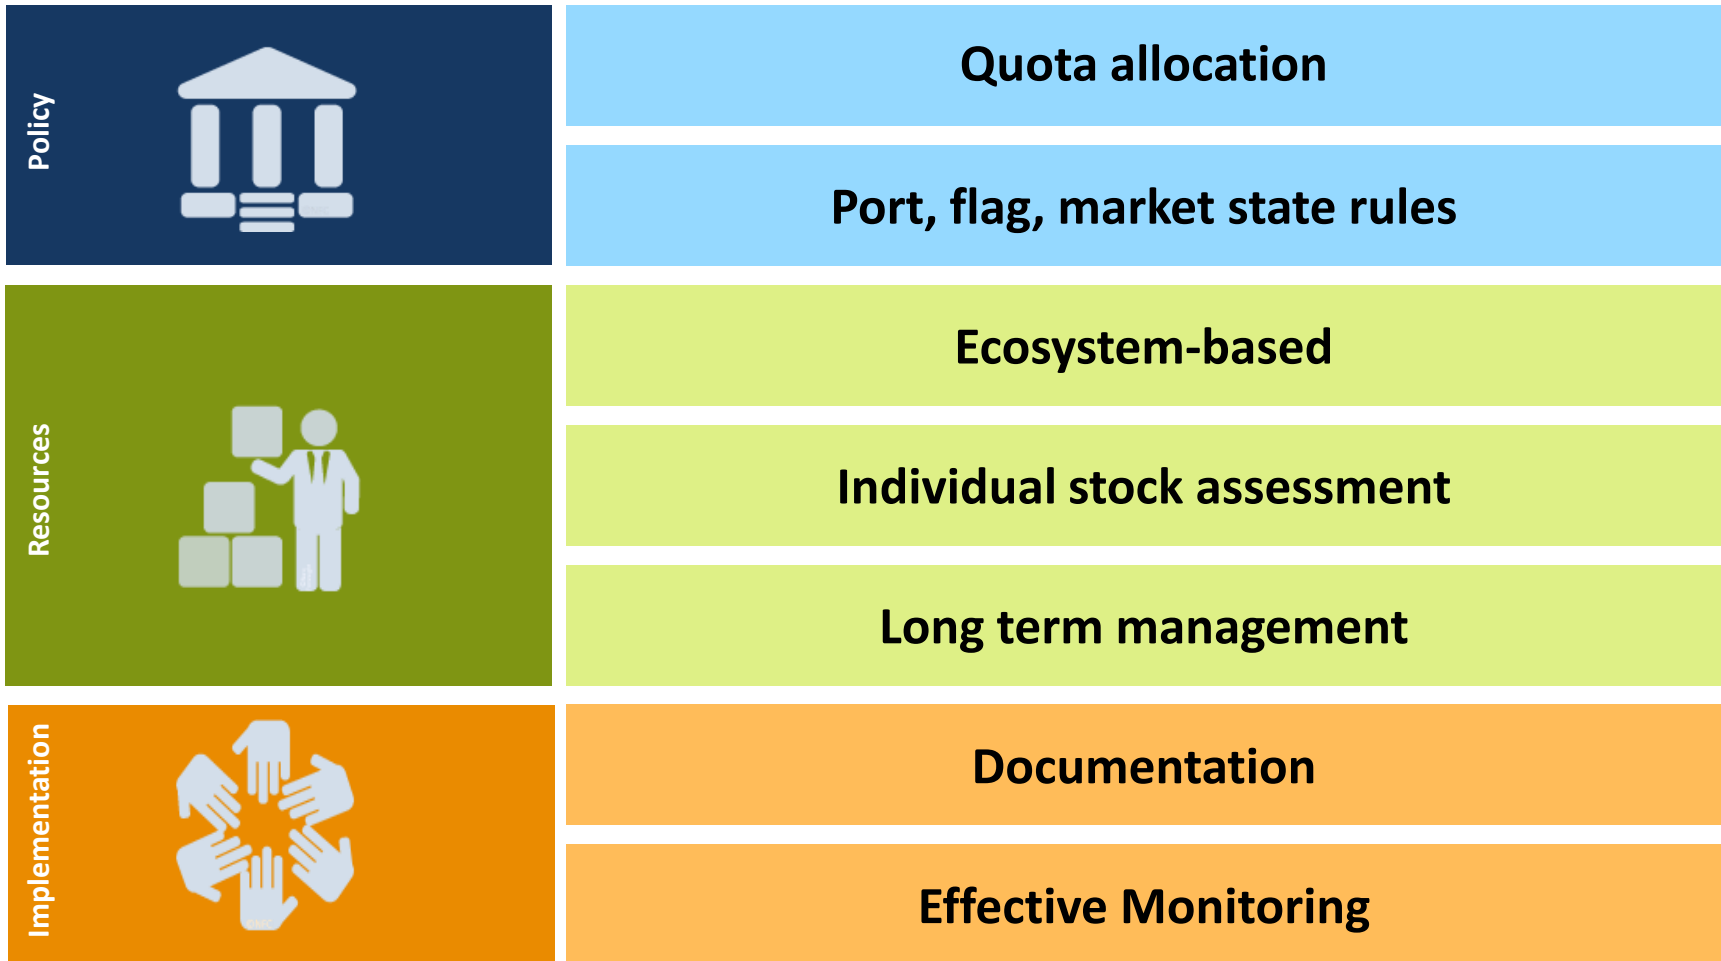 Policy
Quota allocation
Port, flag, market state rules
Resources
Ecosystem-based
Individual stock assessment
Long term management
Implementation
Documentation
Effective Monitoring